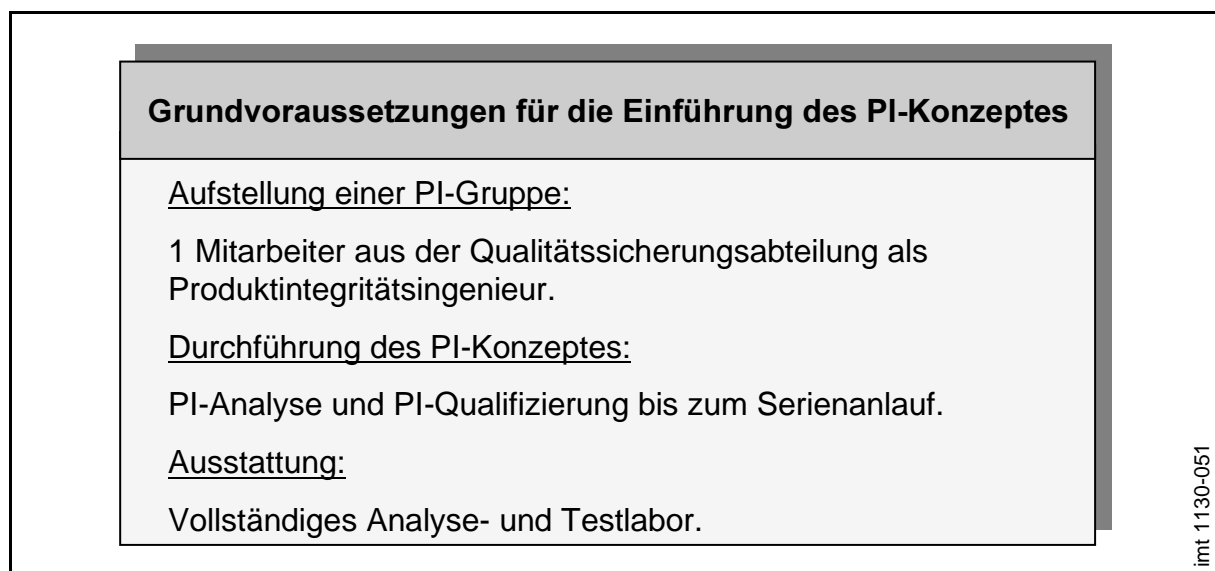 Grundvoraussetzungen für die Einführung des PI-Konzeptes
Aufstellung einer PI-Gruppe:
1 Mitarbeiter aus der Qualitätssicherungsabteilung als
Produktintegritätsingenieur.
Durchführung des PI-Konzeptes:
PI-Analyse und PI-Qualifizierung bis zum Serienanlauf.
Ausstattung:
Vollständiges Analyse- und Testlabor.
imt 1130-051